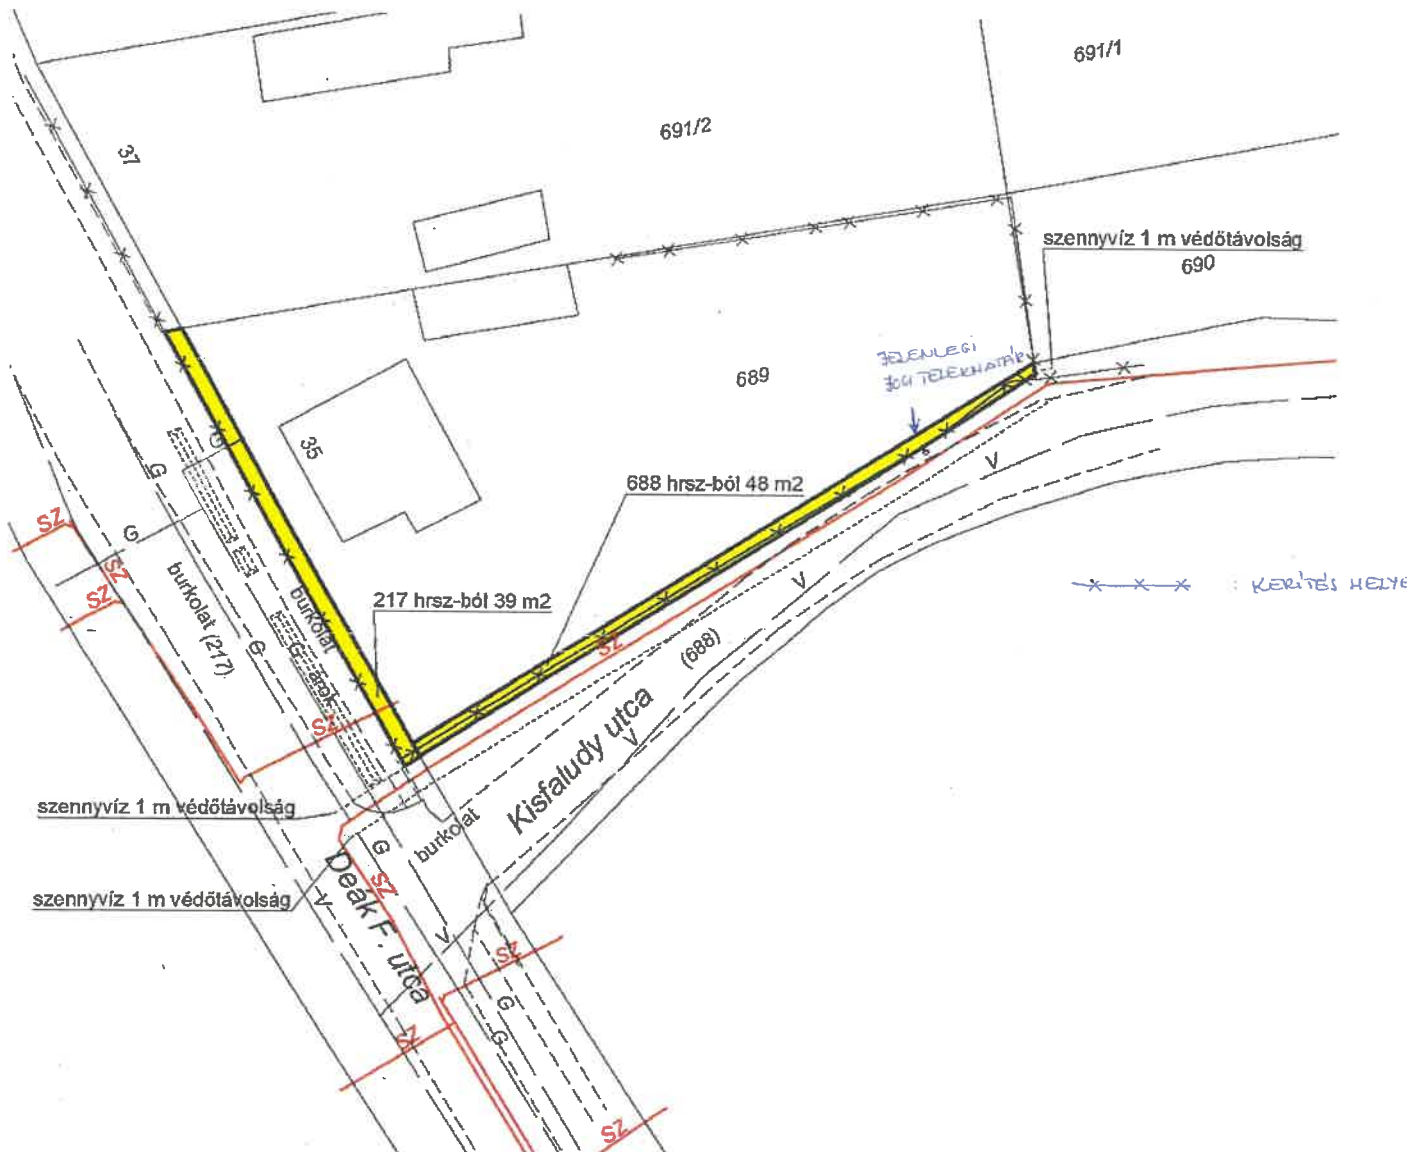 691/1
691/2
37
szennyvíz 1 m védőtávolság
690
JELENLEGI
JOGI TELEKHATÁR
689
35
G
G
688 hrsz-ból 48 m2
V
SZ
G
SZ
SZ
burkolat (217)
burkolat
217 hrsz-ból 39 m2
V
: KERÍTÉS HELYE
G
G
árok
SZ
(688)
SZ
Kisfaludy utca
V
szennyvíz 1 m védőtávolság
burkolat
G
SZ
szennyvíz 1 m védőtávolság
V
Deák F. utca
V
SZ
G
G
SZ
SZ